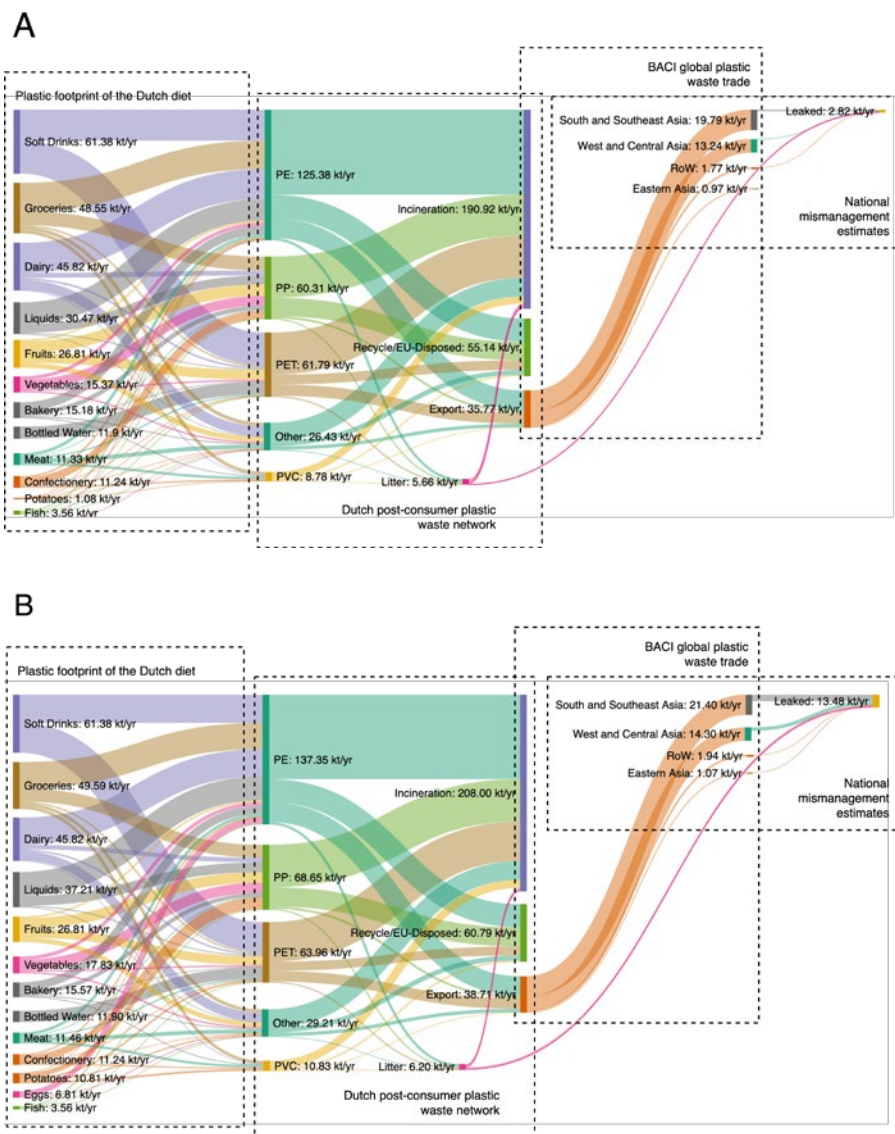 A
BACI global plastic
waste trade
Plastic footprint of the Dutch diet
Soft Drinks: 61.38 kt/yr
Groceries: 48.55 kt/yr
Dairy: 45.82 kt/yr
Liquids: 30.47 kt/yr
Fruits: 26.81 kt/yr
Vegetables: 15.37 kt/yr
Bakery: 15.18 kt/yr
Bottled Water: 11.9 kt/yr
Meat: 11.33 kt/yr
Confectionery: 11.24 kt/yr
Potatoes: 1.08 kt/yr
Fish: 3.56 kt/yr
PE: 125.38 kt/yr
PP: 60.31 kt/yr
PET: 61.79 kt/yr
Other: 26.43 kt/yr
PVC: 8.78 kt/yr
Incineration: 190.92 kt/yr
Recycle/EU-Disposed: 55.14 kt/yr
Export: 35.77 kt/yr
Litter: 5.66 kt/yr
Dutch post-consumer plastic
waste network
South and Southeast Asia: 19.79 kt/yr
West and Central Asia: 13.24 kt/yr
RoW: 1.77 kt/yr
Eastern Asia: 0.97 kt/yr
Leaked: 2.82 kt/yr
National
mismanagement
estimates
B
BACI global plastic
waste trade
Plastic footprint of the Dutch diet
Soft Drinks: 61.38 kt/yr
Groceries: 49.59 kt/yr
Dairy: 45.82 kt/yr
Liquids: 37.21 kt/yr
Fruits: 26.81 kt/yr
Vegetables: 17.83 kt/yr
Bakery: 15.57 kt/yr
Bottled Water: 11.90 kt/yr
Meat: 11.46 kt/yr
Confectionery: 11.24 kt/yr
Potatoes: 10.81 kt/yr
Eggs: 6.81 kt/yr
Fish: 3.56 kt/yr
PE: 137.35 kt/yr
PP: 68.65 kt/yr
PET: 63.96 kt/yr
Other: 29.21 kt/yr
PVC: 10.83 kt/yr
Incineration: 208.00 kt/yr
Recycle/EU-Disposed: 60.79 kt/yr
Export: 38.71 kt/yr
Litter: 6.20 kt/yr
Dutch post-consumer plastic
waste network
South and Southeast Asia: 21.40 kt/yr
West and Central Asia: 14.30 kt/yr
RoW: 1.94 kt/yr
Eastern Asia: 1.07 kt/yr
Leaked: 13.48 kt/yr
National
mismanagement
estimates